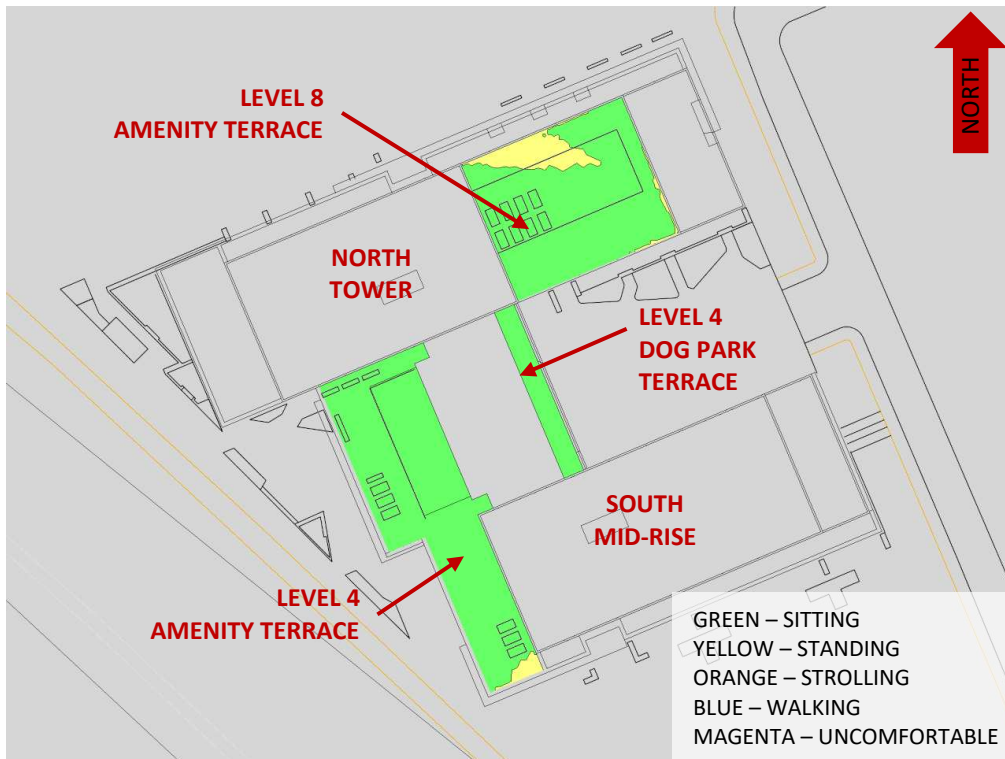 NORTH
LEVEL 8
AMENITY TERRACE
NORTH
TOWER
LEVEL 4
DOG PARK
TERRACE
SOUTH
MID-RISE
LEVEL 4
AMENITY TERRACE
GREEN – SITTING
YELLOW – STANDING
ORANGE – STROLLING
BLUE – WALKING
MAGENTA – UNCOMFORTABLE